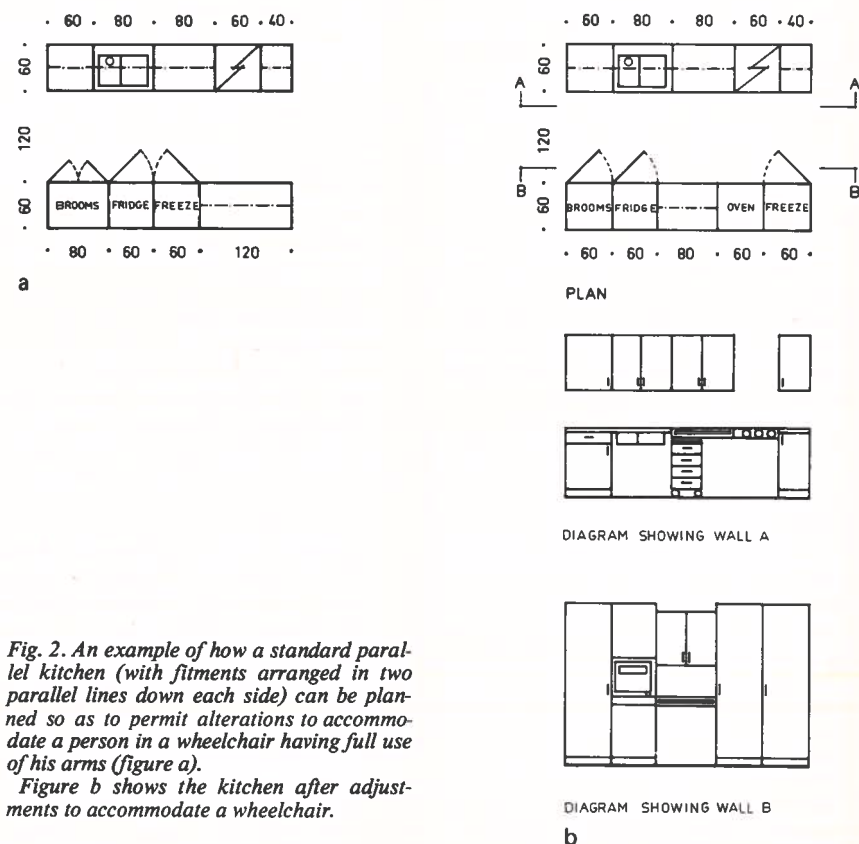 · 60 · 80 · 80 · 60 · 40 ·
· 60 ·
120
· 60 ·
BROOMS FRIDGE FREEZE
· 80 · 60 · 60 · 120 ·
a
· 60 · 80 · 80 · 60 · 40 ·
· 60 ·
A A
120
B B
· 60 ·
BROOMS FRIDGE OVEN FREEZE
· 60 · 60 · 80 · 60 · 60 ·
PLAN
DIAGRAM SHOWING WALL A
Fig. 2. An example of how a standard paral-
lel kitchen (with fitments arranged in two
parallel lines down each side) can be plan-
ned so as to permit alterations to accommo-
date a person in a wheelchair having full use
of his arms (figure a).
Figure b shows the kitchen after adjust-
ments to accommodate a wheelchair.
DIAGRAM SHOWING WALL B
b